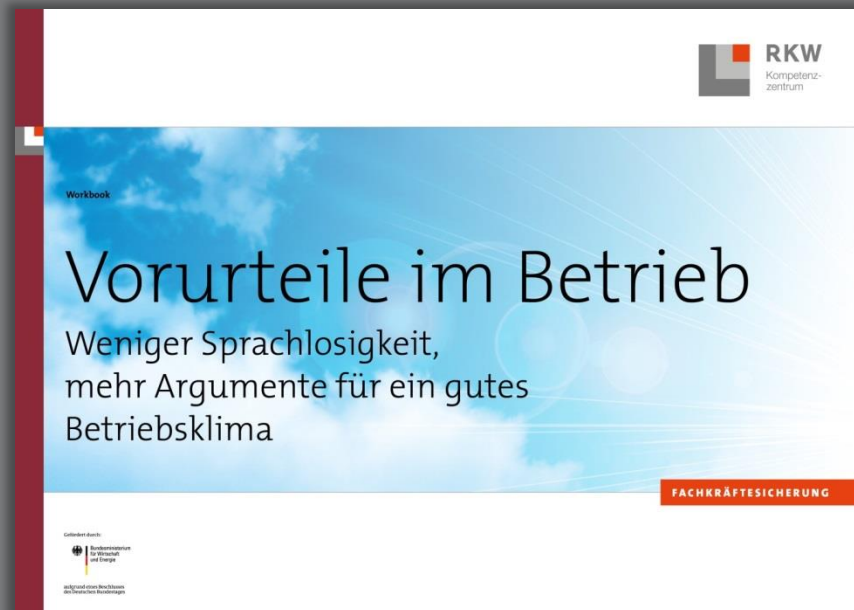 RKW
Kompetenz-
zentrum
Workbook
Vorurteile im Betrieb
Weniger Sprachlosigkeit,
mehr Argumente für ein gutes
Betriebsklima
FACHKRÄFTESICHERUNG
Gefördert durch:
Bundesministerium
für Wirtschaft
und Energie
aufgrund eines Beschlusses
des Deutschen Bundestages